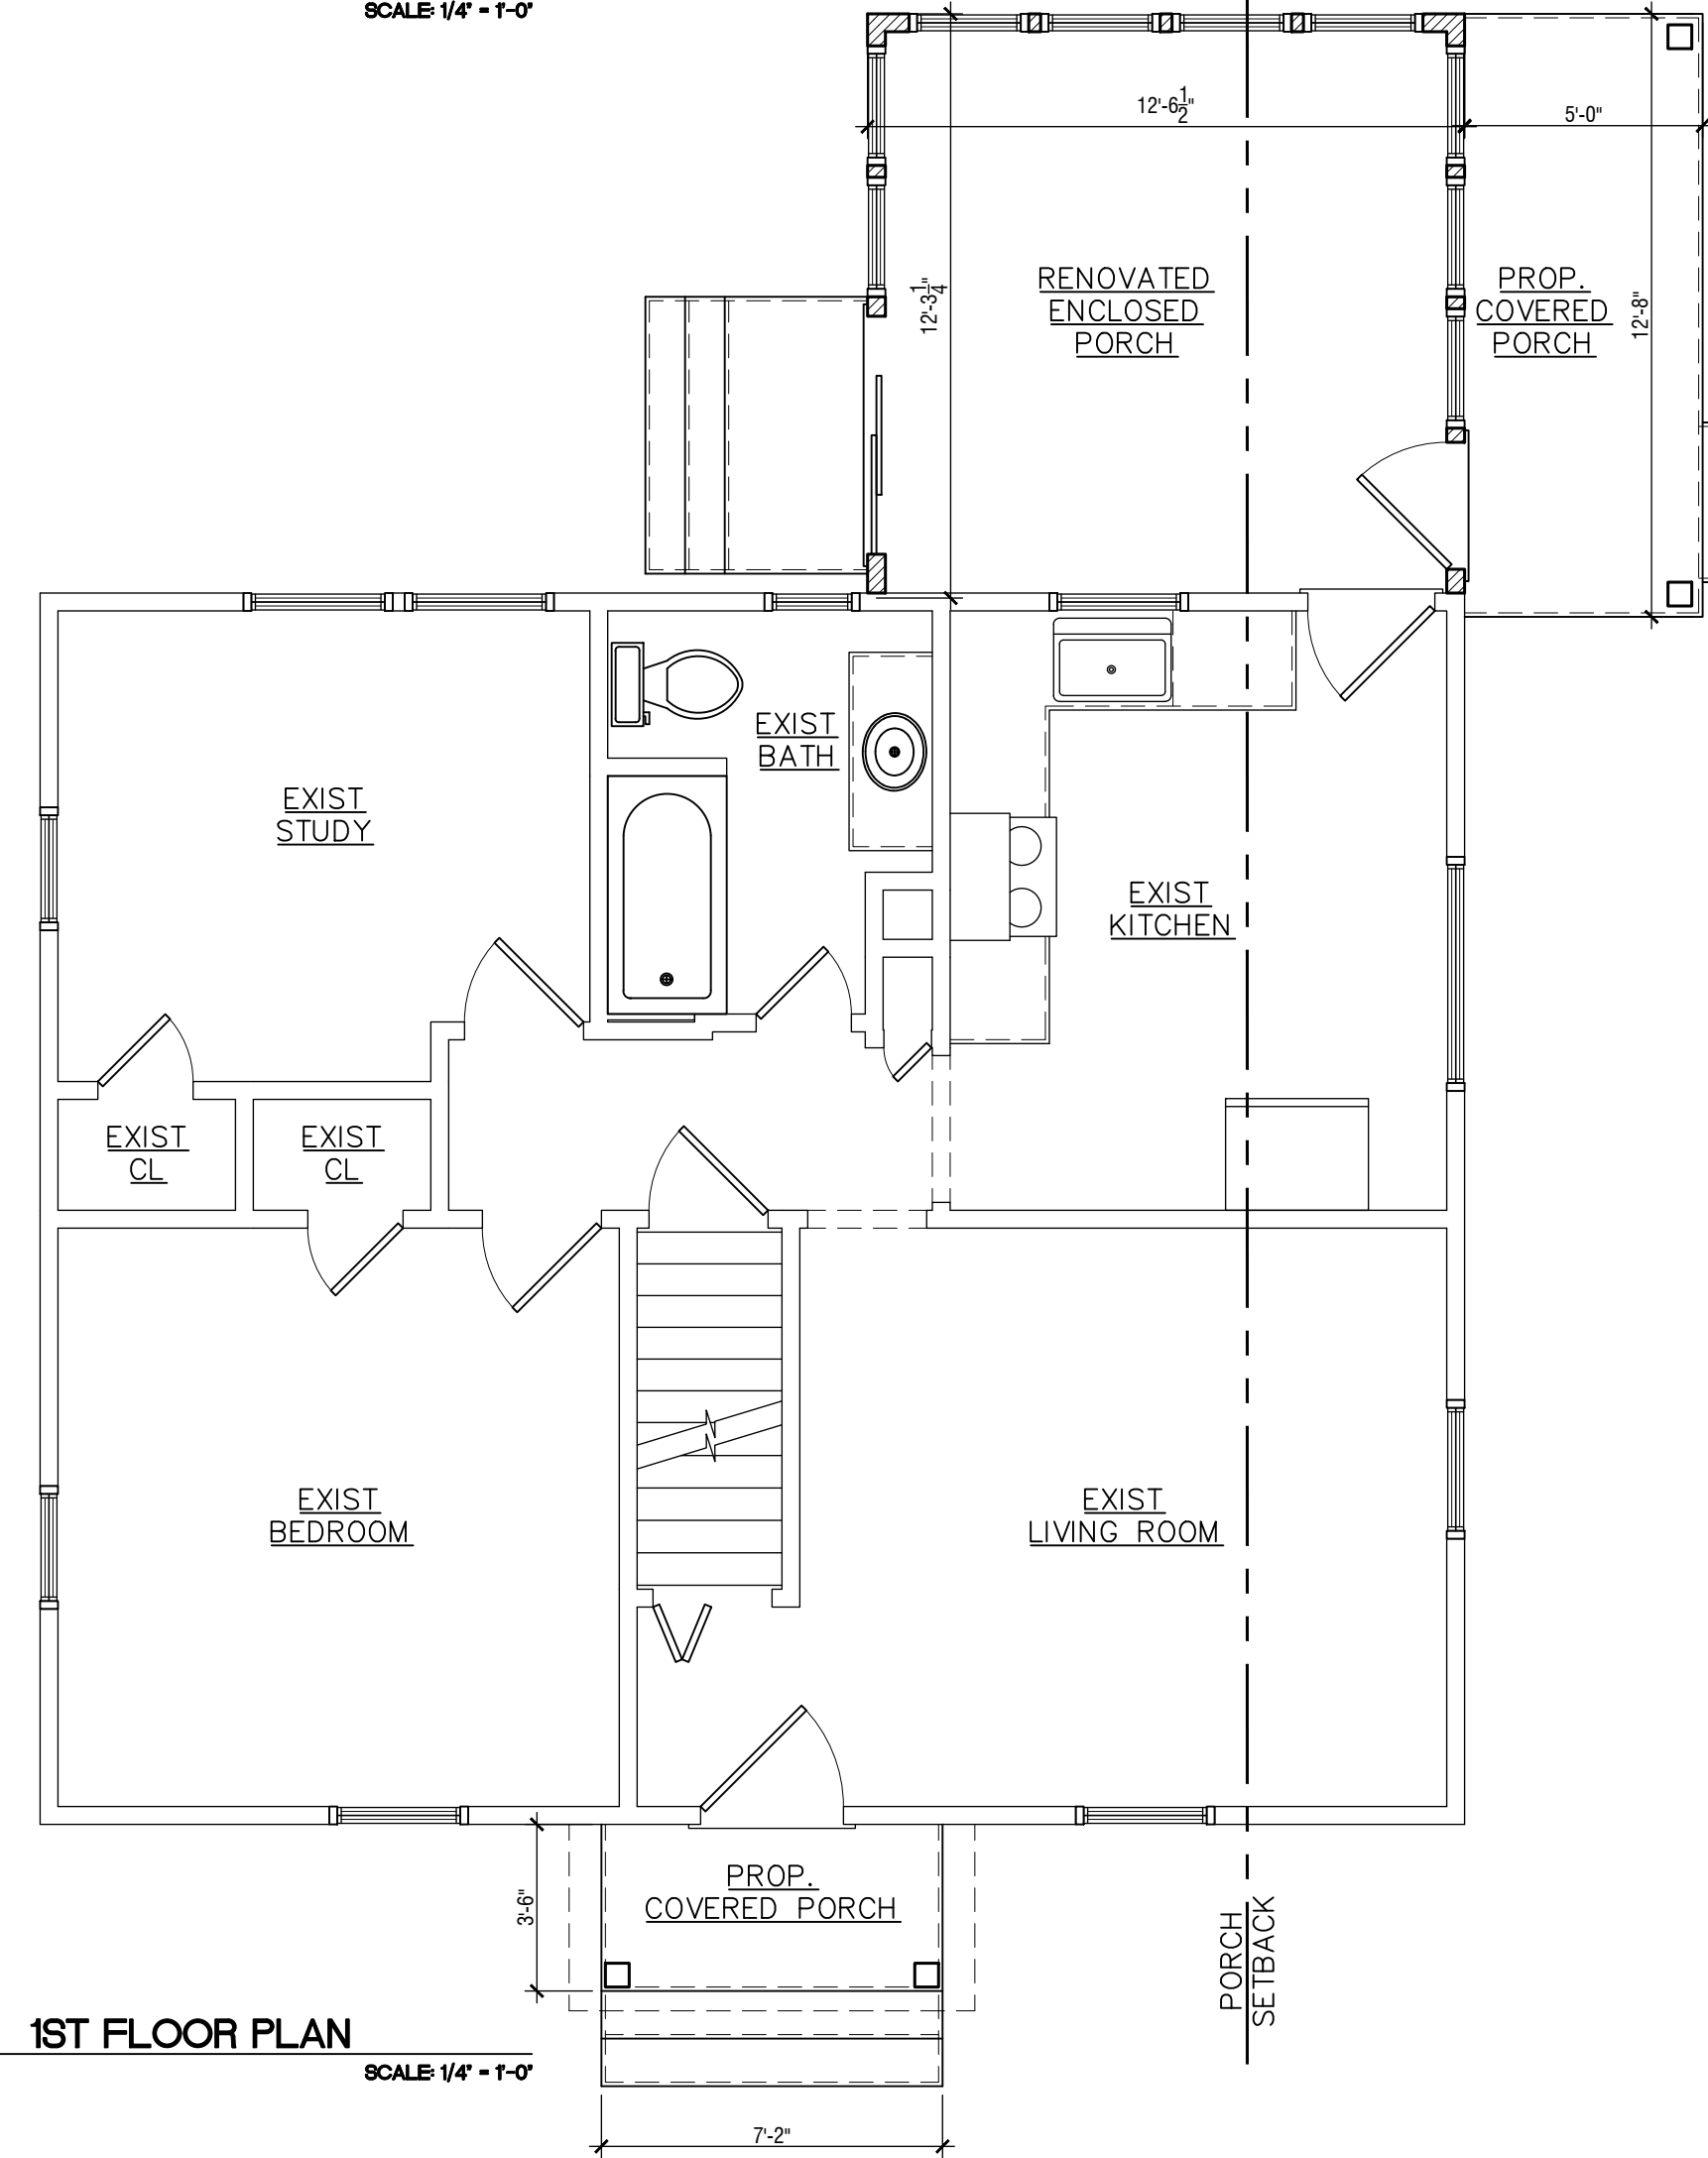 SCALE: 1/4" = 1'-0"
12'-6 1/2"
5'-0"
12'-3 1/4"
RENOVATED
ENCLOSED
PORCH
PROP.
COVERED
PORCH
12'-8"
EXIST
BATH
EXIST
STUDY
EXIST
KITCHEN
EXIST
CL
EXIST
CL
EXIST
BEDROOM
EXIST
LIVING ROOM
PROP.
COVERED PORCH
3'-6"
PORCH
SETBACK
1ST FLOOR PLAN
SCALE: 1/4" = 1'-0"
7'-2"